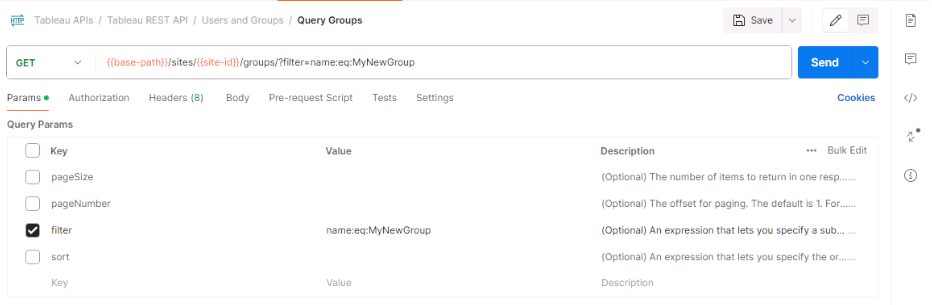 HTTP Tableau APIs / Tableau REST API / Users and Groups / Query Groups Save
GET {{base-path}}/sites/{{site-id}}/groups/?filter=name:eq:MyNewGroup Send
Params Authorization Headers (8) Body Pre-request Script Tests Settings Cookies
Query Params
Key Value Description ... Bulk Edit
pageSize (Optional) The number of items to return in one resp... ...
pageNumber (Optional) The offset for paging. The default is 1. For... ...
filter name:eq:MyNewGroup (Optional) An expression that lets you specify a sub... ...
sort (Optional) An expression that lets you specify the or... ...
Key Value Description